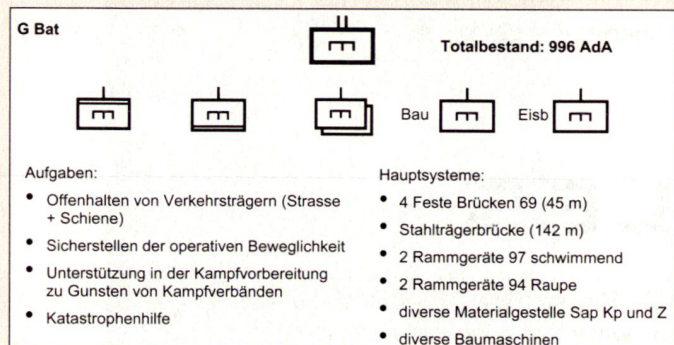 G Bat
Totalbestand: 996 AdA
Bau
Eisb
Aufgaben:
• Offenhalten von Verkehrsträgern (Strasse
+ Schiene)
• Sicherstellen der operativen Beweglichkeit
• Unterstützung in der Kampfvorbereitung
zu Gunsten von Kampfverbänden
• Katastrophenhilfe
Hauptsysteme:
• 4 Feste Brücken 69 (45 m)
• Stahlträgerbrücke (142 m)
• 2 Rammgeräte 97 schwimmend
• 2 Rammgeräte 94 Raupe
• diverse Materialgestelle Sap Kp und Z
• diverse Baumaschinen